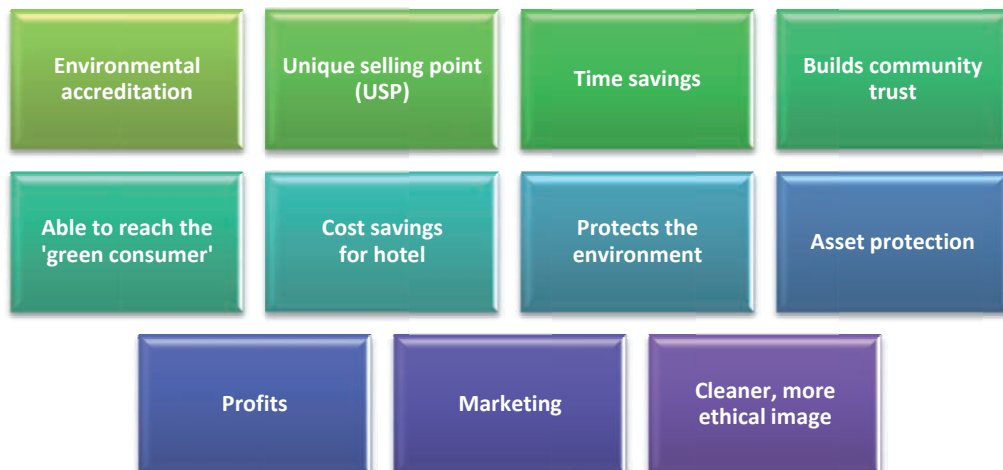 Environmental
accreditation
Unique selling point
(USP)
Time savings
Builds community
trust
Able to reach the
'green consumer'
Cost savings
for hotel
Protects the
environment
Asset protection
Profits
Marketing
Cleaner, more
ethical image